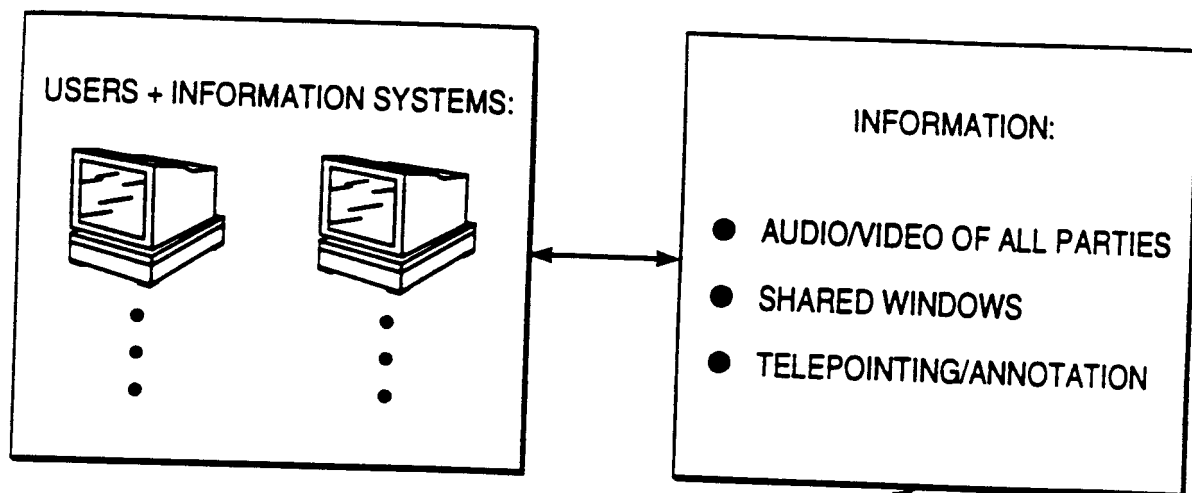 USERS + INFORMATION SYSTEMS:
INFORMATION:
● AUDIO/VIDEO OF ALL PARTIES
● SHARED WINDOWS
● TELEPOINTING/ANNOTATION